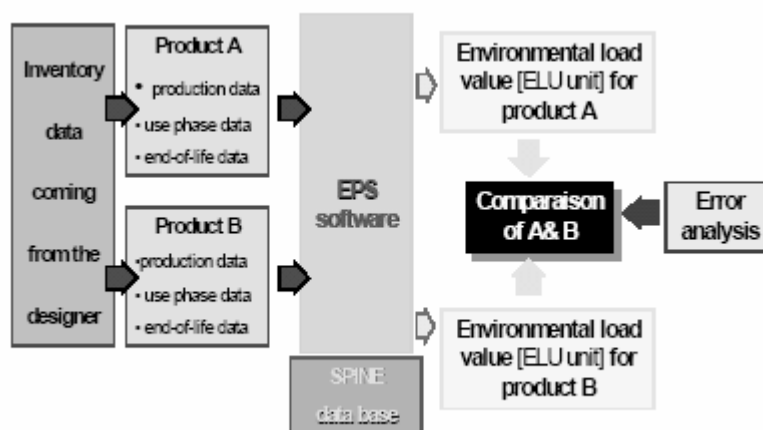 Inventory
data
coming
from the
designer
Product A
• production data
• use phase data
• end-of-life data
Product B
•production data
• use phase data
• end-of-life data
EPS
software
SPINE
data base
Environmental load
value [ELU unit] for
product A
Comparaison
of A& B
Error
analysis
Environmental load
value [ELU unit] for
product B